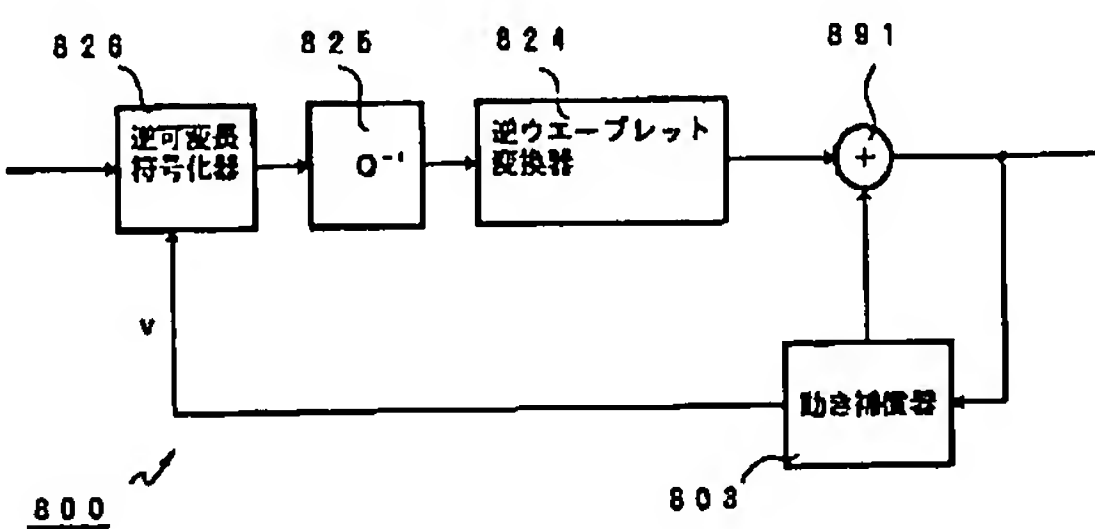 826
825
824
891
逆可変長
符号化器
Q⁻¹
逆ウエーブレット
変換器
+
v
動き補償器
803
800